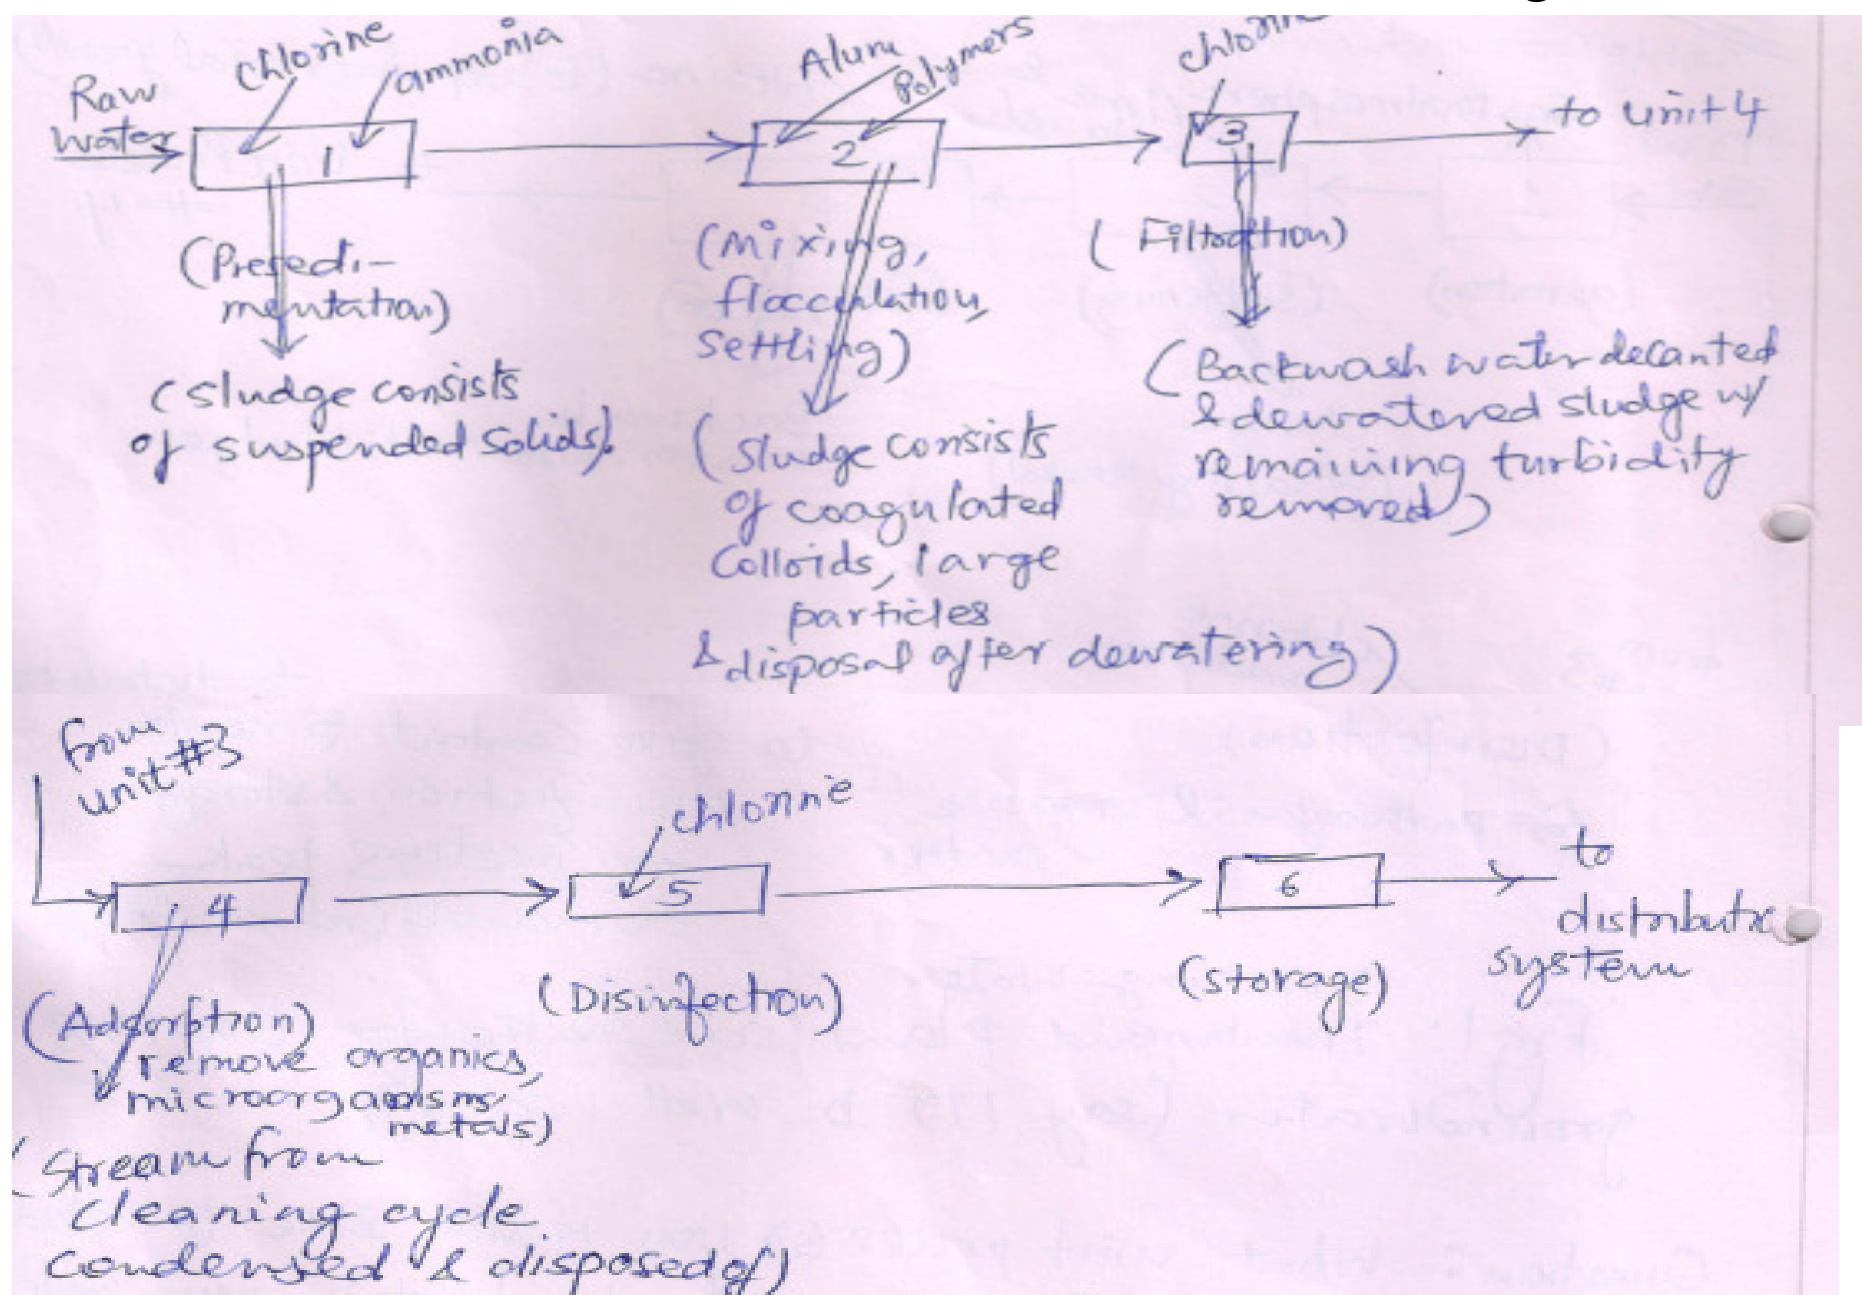 chlorine
ammonia
Raw
water
1
(Presedi-
mentation)
(Sludge consists
of suspended solids).
Alum
Polymers
2
(Mixing,
flocculation,
settling)
(Sludge consists
of coagulated
colloids, large
particles
& disposal after dewatering)
3
to unit 4
(Filtration)
(Backwash water decanted
& dewatered sludge w/
remaining turbidity
removed)
from
unit #3
4
(Adsorption)
remove organics,
microorganisms
metals)
(Stream from
cleaning cycle
condensed & disposed of)
chlorine
5
(Disinfection)
6
(storage)
to
system